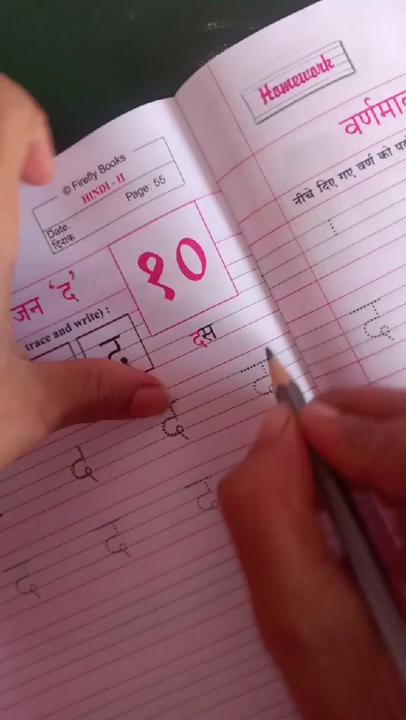 © Firefly Books
HINDI - II
Date:
दिनांक
Page: 55
जन 'द'
trace and write) :
१०
दस
द
द
द
द
द
द
द
Homework
वर्णमाल
नीचे दिए गए वर्ण को
द